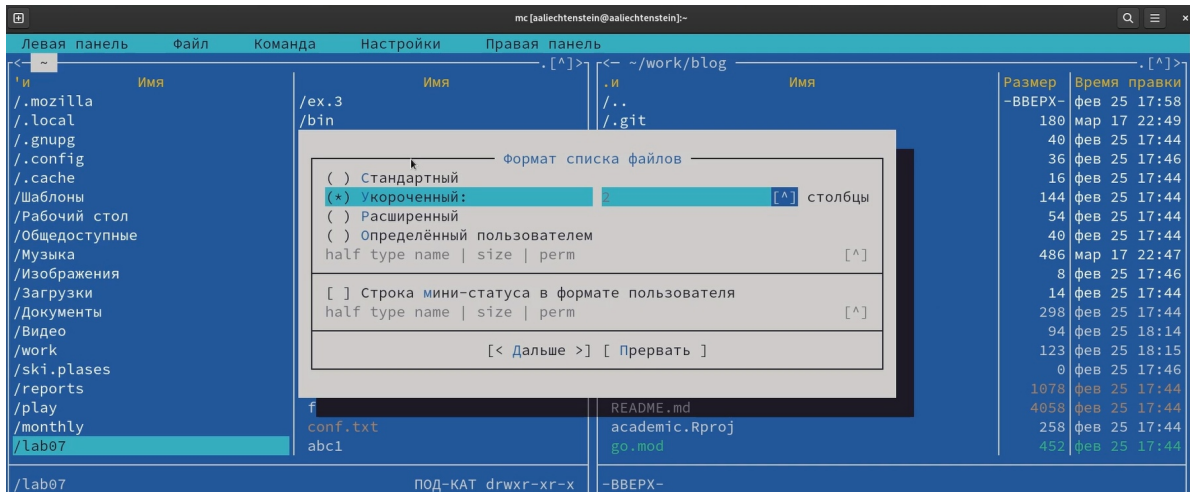 mc [aaliechtenstein@aaliechtenstein]:~
Левая панель Файл Команда Настройки Правая панель
<─ ~ .[^]>
'и Имя Имя
/.mozilla /ex.3
/.local /bin
/.gnupg
/.config
/.cache
/Шаблоны
/Рабочий стол
/Общедоступные
/Музыка
/Изображения
/Загрузки
/Документы
/Видео
/work
/ski.plases
/reports
/play f
/monthly conf.txt
/lab07 abc1
/lab07 ПОД-КАТ drwxr-xr-x
Формат списка файлов
( ) Стандартный
(*) Укороченный: 2 [^] столбцы
( ) Расширенный
( ) Определённый пользователем
half type name | size | perm [^]
[ ] Строка мини-статуса в формате пользователя
half type name | size | perm [^]
[< Дальше >] [ Прервать ]
<─ ~/work/blog .[^]>
.и Имя Размер Время правки
/.. -ВВЕРХ- фев 25 17:58
/.git 180 мар 17 22:49
40 фев 25 17:44
36 фев 25 17:46
16 фев 25 17:44
144 фев 25 17:44
54 фев 25 17:44
40 фев 25 17:44
486 мар 17 22:47
8 фев 25 17:46
14 фев 25 17:44
298 фев 25 17:44
94 фев 25 18:14
123 фев 25 18:15
0 фев 25 17:46
1078 фев 25 17:44
README.md 4058 фев 25 17:44
academic.Rproj 258 фев 25 17:44
go.mod 452 фев 25 17:44
-ВВЕРХ-